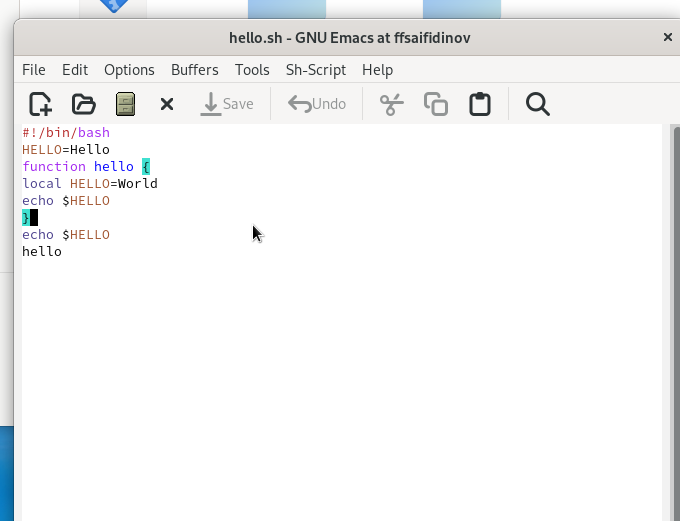 hello.sh - GNU Emacs at ffsaifidinov
File Edit Options Buffers Tools Sh-Script Help
Save Undo
#!/bin/bash
HELLO=Hello
function hello {
local HELLO=World
echo $HELLO
}
echo $HELLO
hello